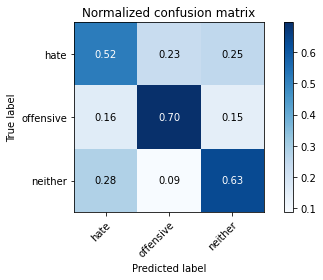 Normalized confusion matrix
True label
hate 0.52 0.23 0.25
offensive 0.16 0.70 0.15
neither 0.28 0.09 0.63
hate offensive neither
Predicted label
0.6
0.5
0.4
0.3
0.2
0.1